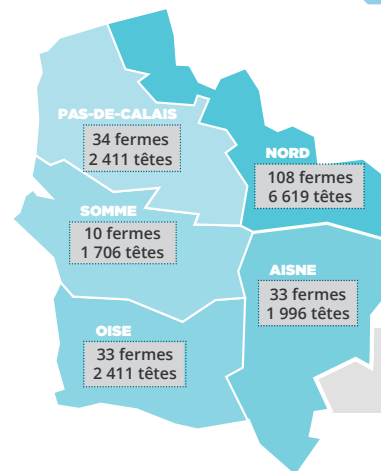 PAS-DE-CALAIS
34 fermes
2 411 têtes
NORD
108 fermes
6 619 têtes
SOMME
10 fermes
1 706 têtes
AISNE
33 fermes
1 996 têtes
OISE
33 fermes
2 411 têtes